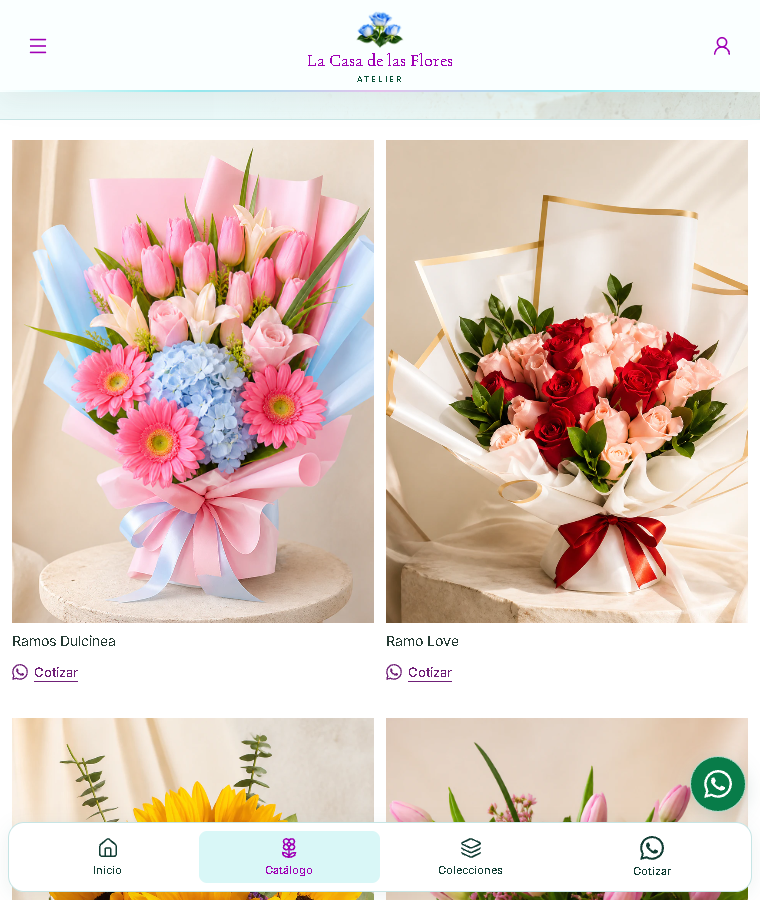 La Casa de las Flores
ATELIER
Ramos Dulcinea
Ramo Love
Cotizar
Cotizar
Inicio
Catálogo
Colecciones
Cotizar